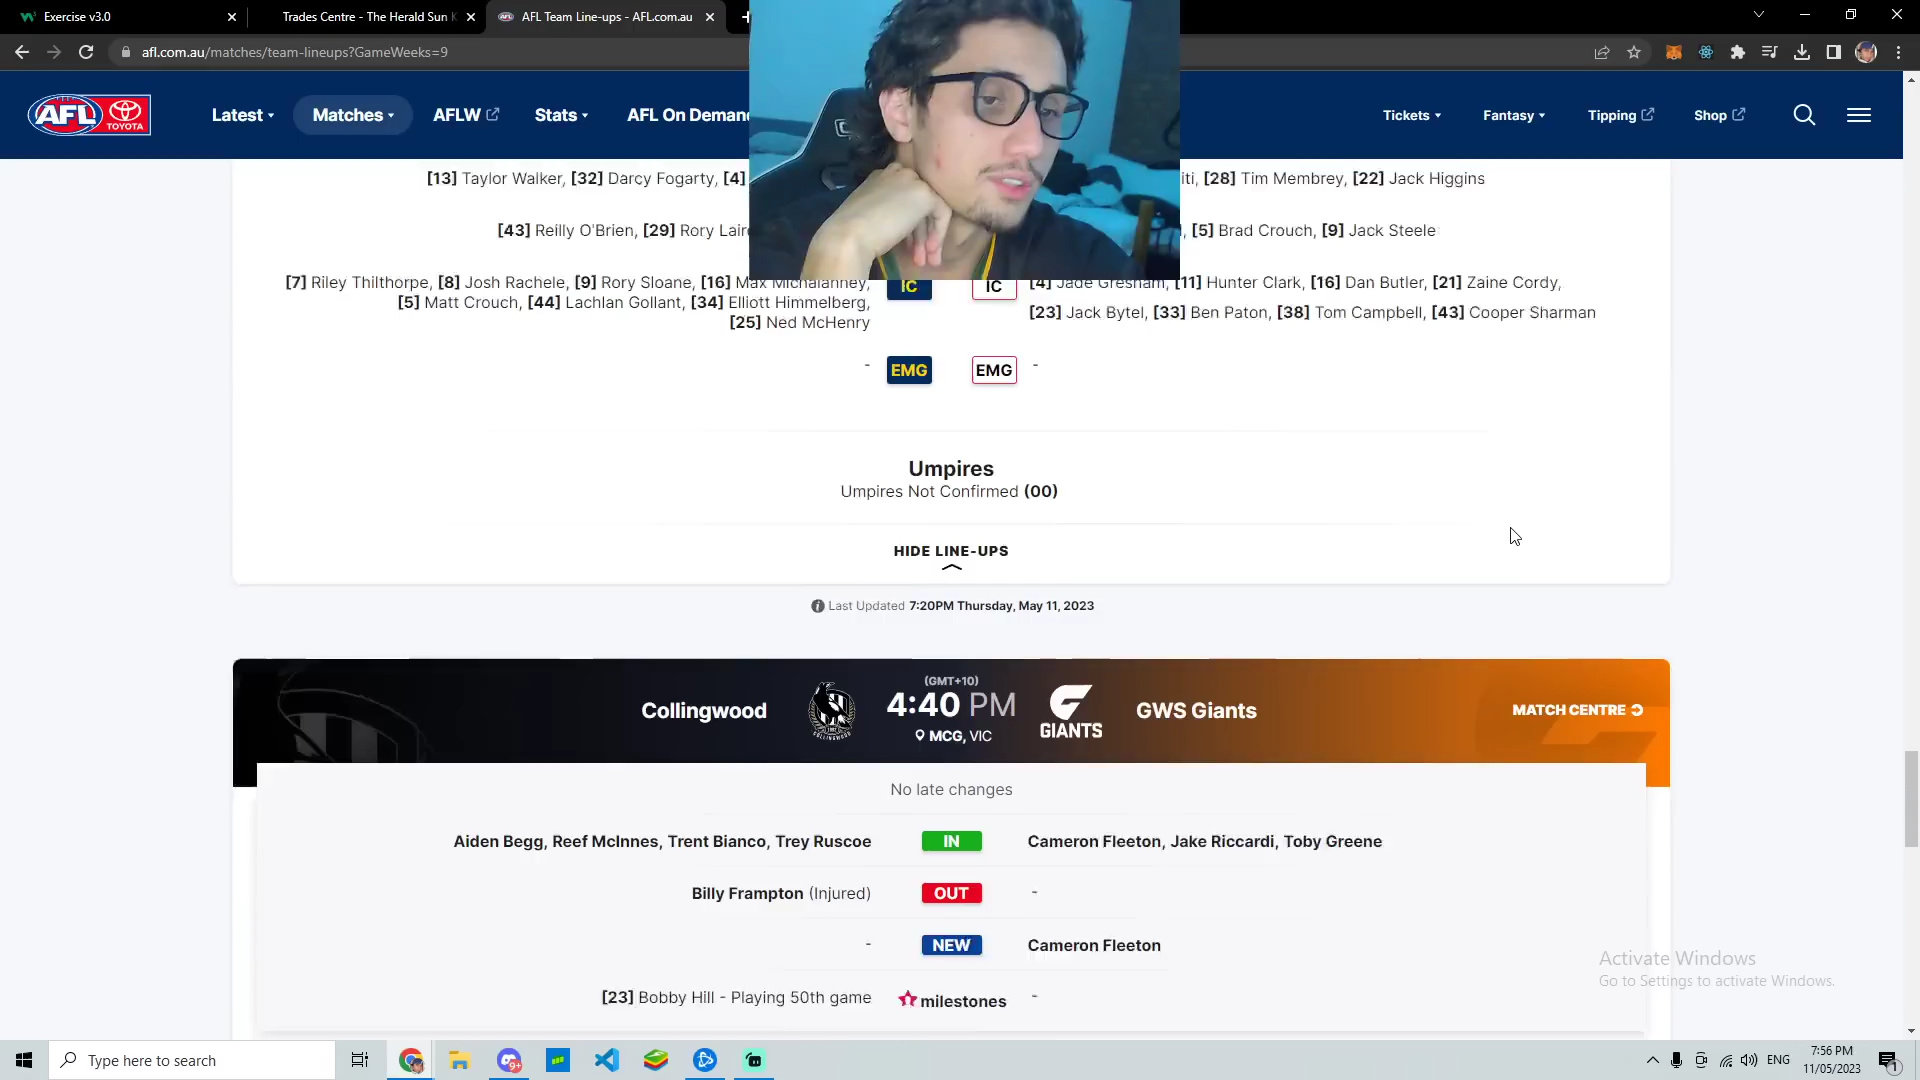 Exercise v3.0
Trades Centre - The Herald Sun K
AFL Team Line-ups - AFL.com.au
afl.com.au/matches/team-lineups?GameWeeks=9
AFL
TOYOTA
Latest
Matches
AFLW
Stats
AFL On Deman
Tickets
Fantasy
Tipping
Shop
[13] Taylor Walker, [32] Darcy Fogarty, [4]
iti, [28] Tim Membrey, [22] Jack Higgins
[43] Reilly O'Brien, [29] Rory Lair
, [5] Brad Crouch, [9] Jack Steele
[7] Riley Thilthorpe, [8] Josh Rachele, [9] Rory Sloane, [16] Max Michalanney,
[5] Matt Crouch, [44] Lachlan Gollant, [34] Elliott Himmelberg,
[25] Ned McHenry
IC
IC
[4] Jade Gresham, [11] Hunter Clark, [16] Dan Butler, [21] Zaine Cordy,
[23] Jack Bytel, [33] Ben Paton, [38] Tom Campbell, [43] Cooper Sharman
-
EMG
EMG
-
Umpires
Umpires Not Confirmed (00)
HIDE LINE-UPS
Last Updated 7:20PM Thursday, May 11, 2023
Collingwood
COLLINGWOOD
(GMT+10)
4:40 PM
MCG, VIC
GIANTS
GWS Giants
MATCH CENTRE
No late changes
Aiden Begg, Reef McInnes, Trent Bianco, Trey Ruscoe
IN
Cameron Fleeton, Jake Riccardi, Toby Greene
Billy Frampton (Injured)
OUT
-
-
NEW
Cameron Fleeton
[23] Bobby Hill - Playing 50th game
milestones
-
Activate Windows
Go to Settings to activate Windows.
Type here to search
9+
ENG
7:56 PM
11/05/2023
1